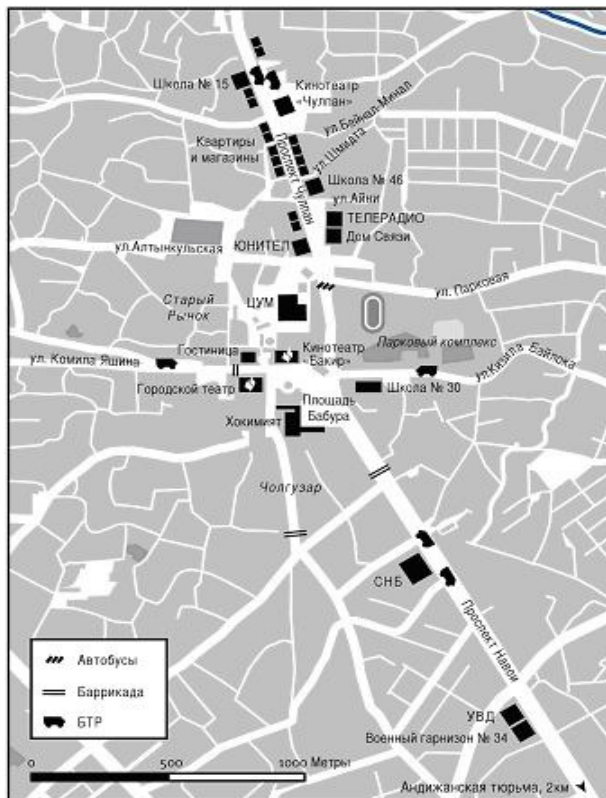 Школа № 15
Кинотеатр
«Чулпан»
ул.Байнал-Минал
Квартиры
и магазины
ул.Шмидта
Проспект Чулпан
Школа № 46
ул.Айни
ТЕЛЕРАДИО
ул.Алтынкульская
ЮНИТЕЛ
Дом Связи
ул. Парковая
ЦУМ
Старый
Рынок
Гостиница
Кинотеатр
«Бакир»
Парковый комплекс
ул. Комила Яшина
ул.Кизила Байлока
Городской театр
Школа № 30
Площадь
Бабура
Хокимият
Чолгузар
СНБ
Проспект Навои
УВД
Военный гарнизон № 34
Автобусы
Баррикада
БТР
0 500 1000 Метры
Андижанская тюрьма, 2км